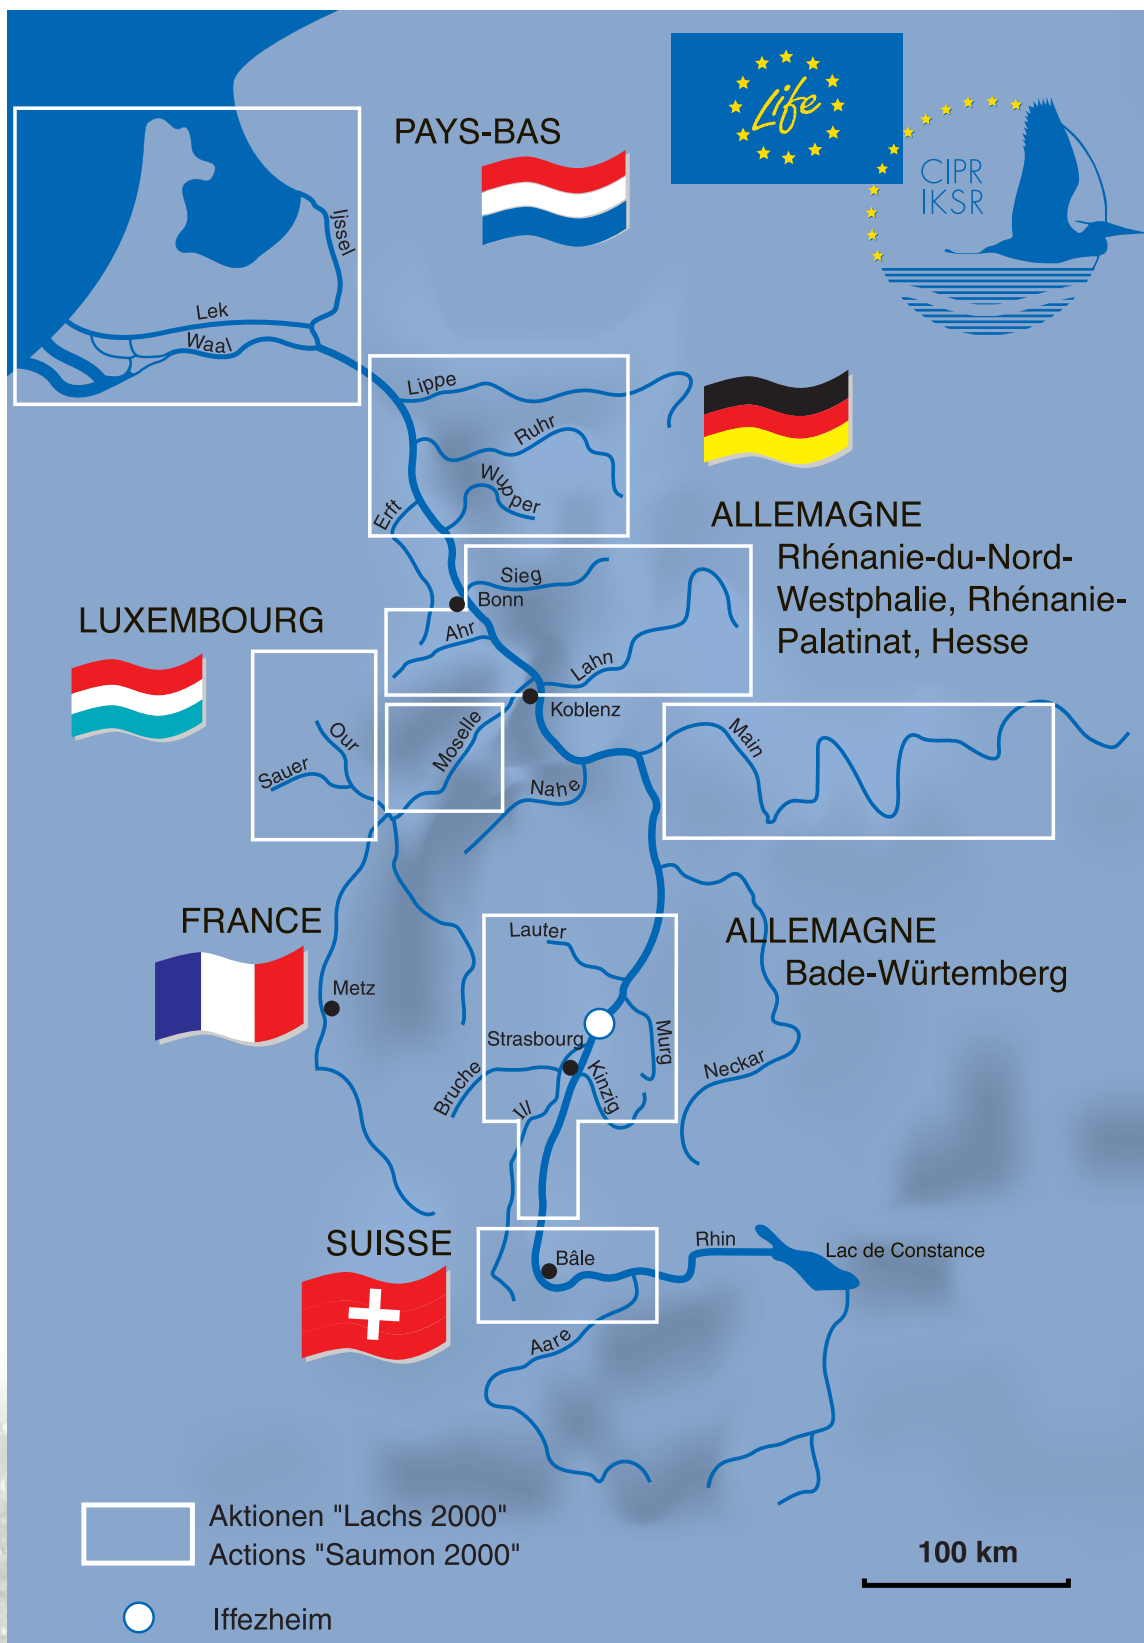 PAYS-BAS
Life
CIPR
IKSR
Ijssel
Lek
Waal
Lippe
Ruhr
Wupper
Erft
ALLEMAGNE
Rhénanie-du-Nord-
Westphalie, Rhénanie-
Palatinat, Hesse
Sieg
Bonn
LUXEMBOURG
Ahr
Lahn
Koblenz
Our
Moselle
Main
Sauer
Nahe
FRANCE
Lauter
ALLEMAGNE
Bade-Würtemberg
Metz
Strasbourg
Murg
Bruche
Kinzig
Neckar
Ill
SUISSE
Bâle
Rhin
Lac de Constance
Aare
Aktionen "Lachs 2000"
Actions "Saumon 2000"
100 km
Iffezheim